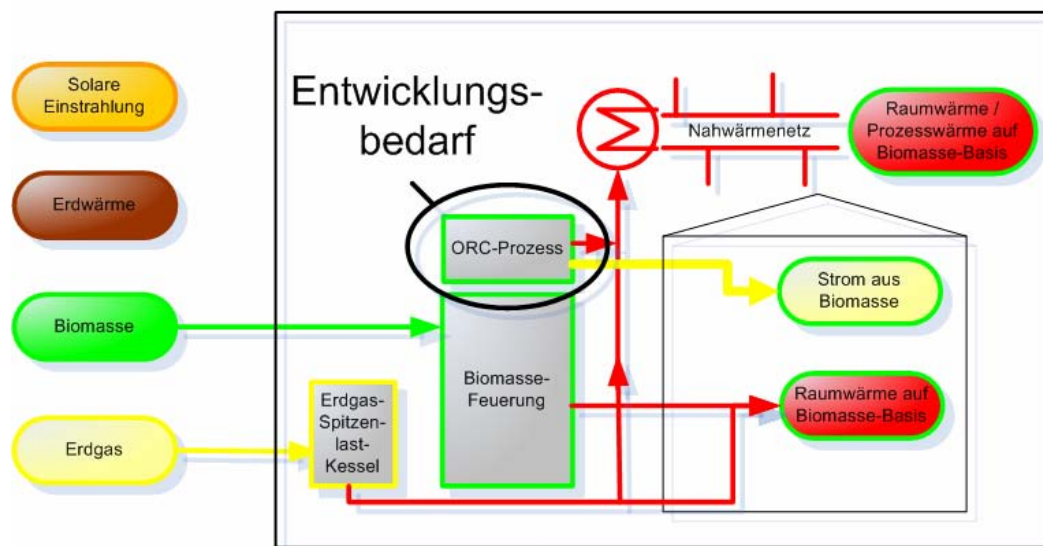 Solare
Einstrahlung
Erdwärme
Biomasse
Erdgas
Entwicklungs-
bedarf
ORC-Prozess
Biomasse-
Feuerung
Erdgas-
Spitzen-
last-
Kessel
Nahwärmenetz
Raumwärme /
Prozesswärme auf
Biomasse-Basis
Strom aus
Biomasse
Raumwärme auf
Biomasse-Basis